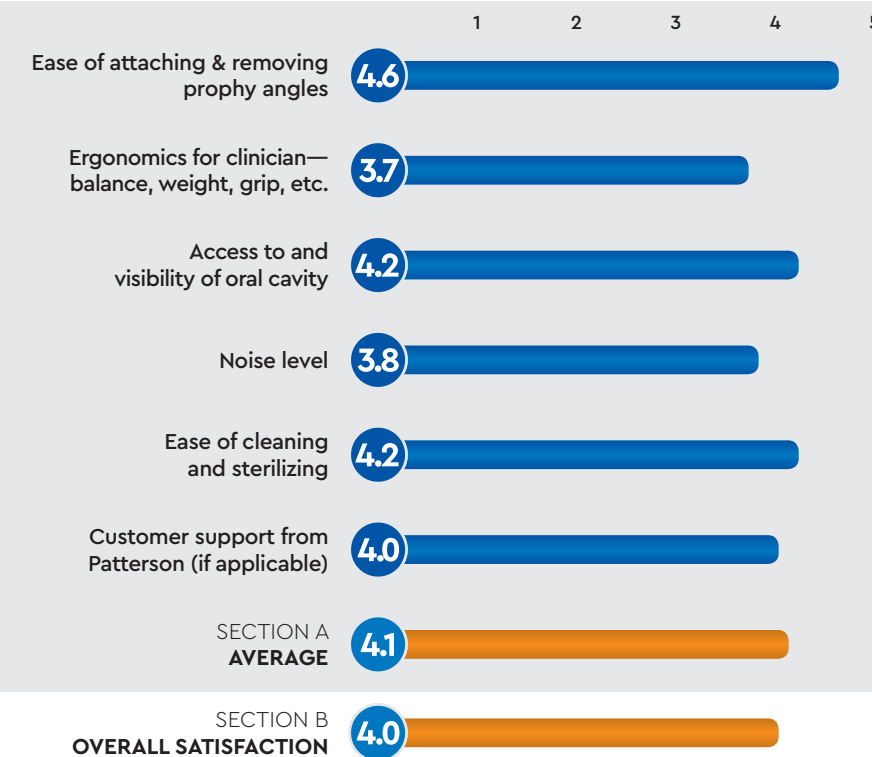 1 2 3 4 5
Ease of attaching & removing
prophy angles
4.6
Ergonomics for clinician—
balance, weight, grip, etc.
3.7
Access to and
visibility of oral cavity
4.2
Noise level
3.8
Ease of cleaning
and sterilizing
4.2
Customer support from
Patterson (if applicable)
4.0
SECTION A
AVERAGE
4.1
SECTION B
OVERALL SATISFACTION
4.0